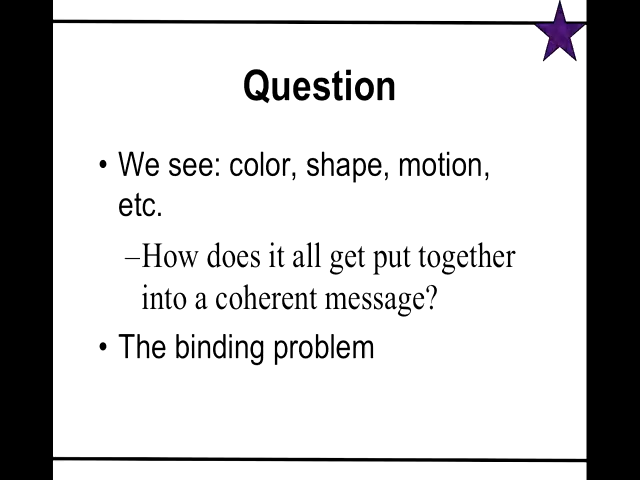 Question
• We see: color, shape, motion,
etc.
–How does it all get put together
into a coherent message?
• The binding problem